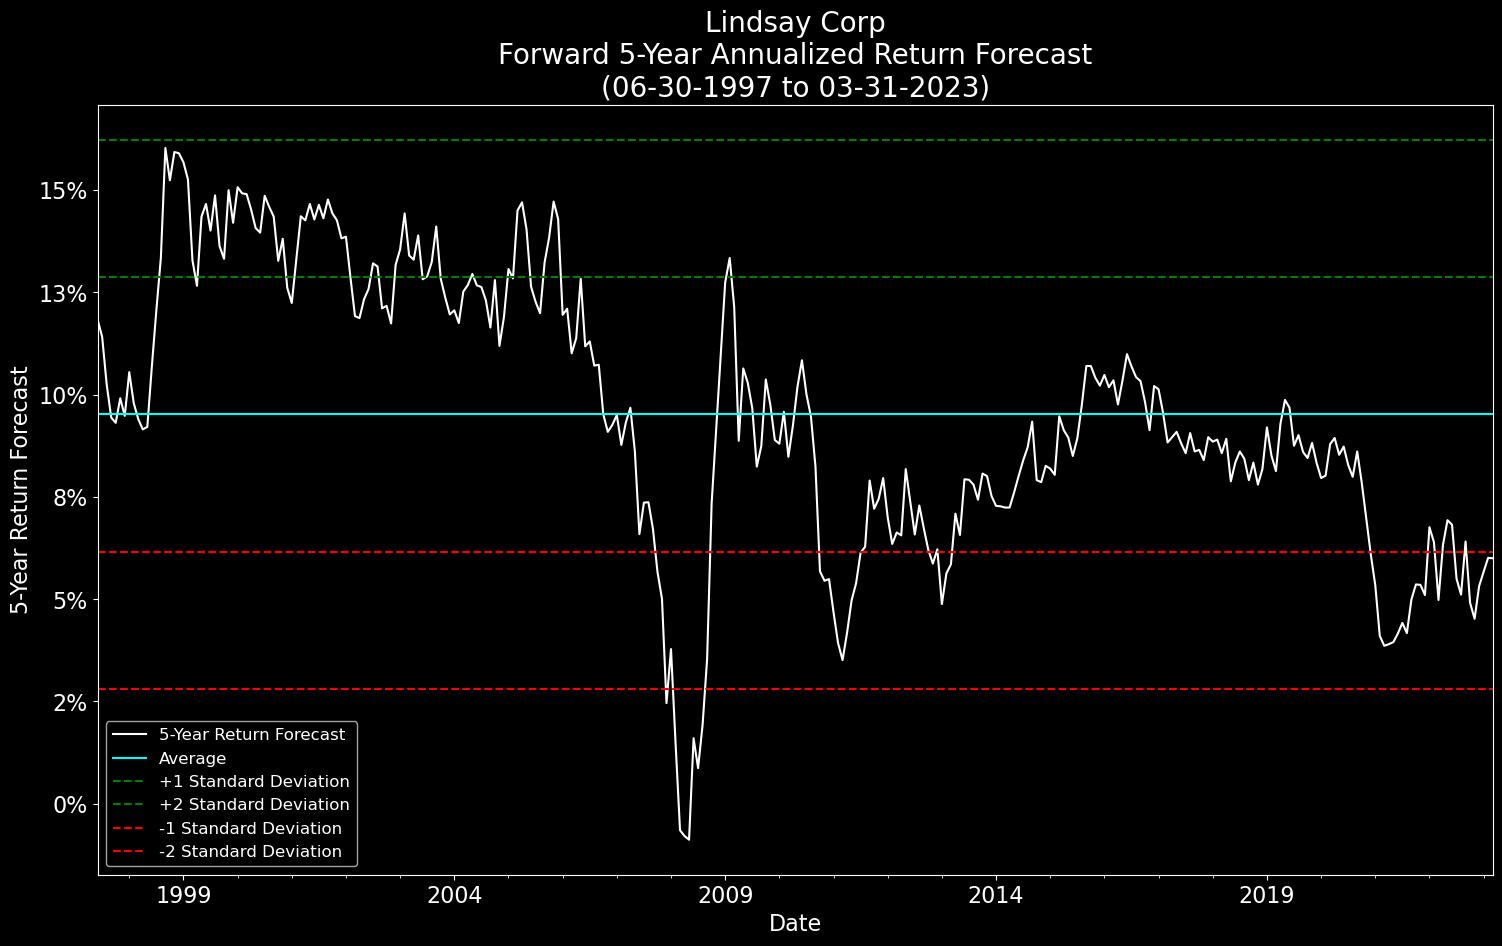 Lindsay Corp
Forward 5-Year Annualized Return Forecast
(06-30-1997 to 03-31-2023)
5-Year Return Forecast
15%
13%
10%
8%
5%
2%
0%
5-Year Return Forecast
Average
+1 Standard Deviation
+2 Standard Deviation
-1 Standard Deviation
-2 Standard Deviation
1999
2004
2009
2014
2019
Date